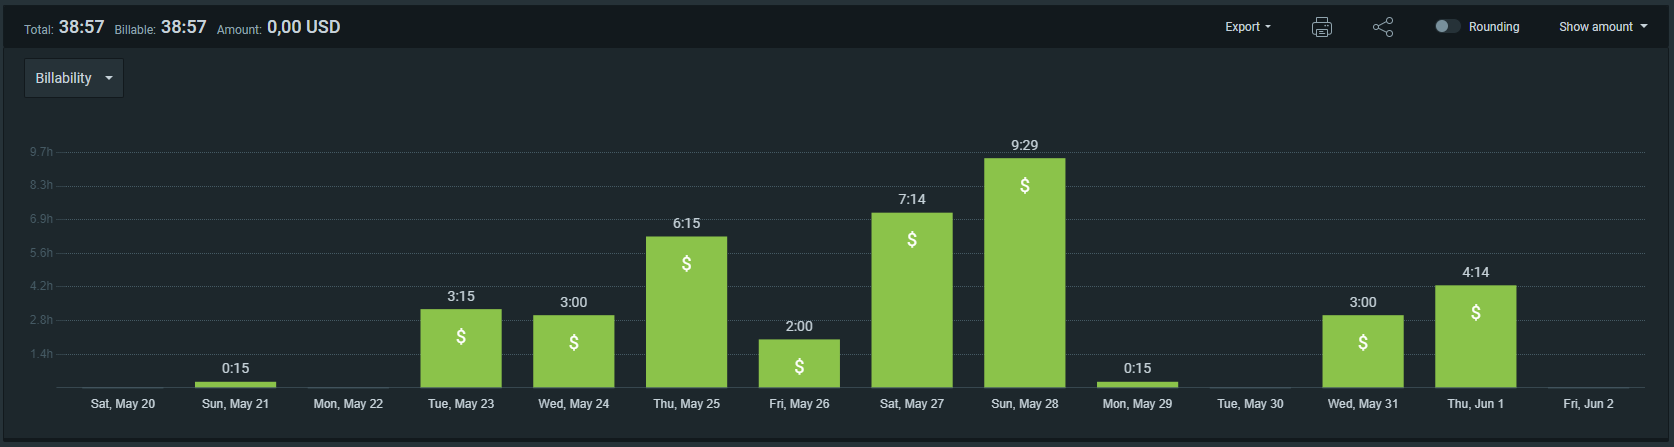 Total: 38:57 Billable: 38:57 Amount: 0,00 USD Export Rounding Show amount
Billability
9.7h
8.3h
6.9h
5.6h
4.2h
2.8h
1.4h
0:15
3:15
$
3:00
$
6:15
$
2:00
$
7:14
$
9:29
$
0:15
3:00
$
4:14
$
Sat, May 20 Sun, May 21 Mon, May 22 Tue, May 23 Wed, May 24 Thu, May 25 Fri, May 26 Sat, May 27 Sun, May 28 Mon, May 29 Tue, May 30 Wed, May 31 Thu, Jun 1 Fri, Jun 2